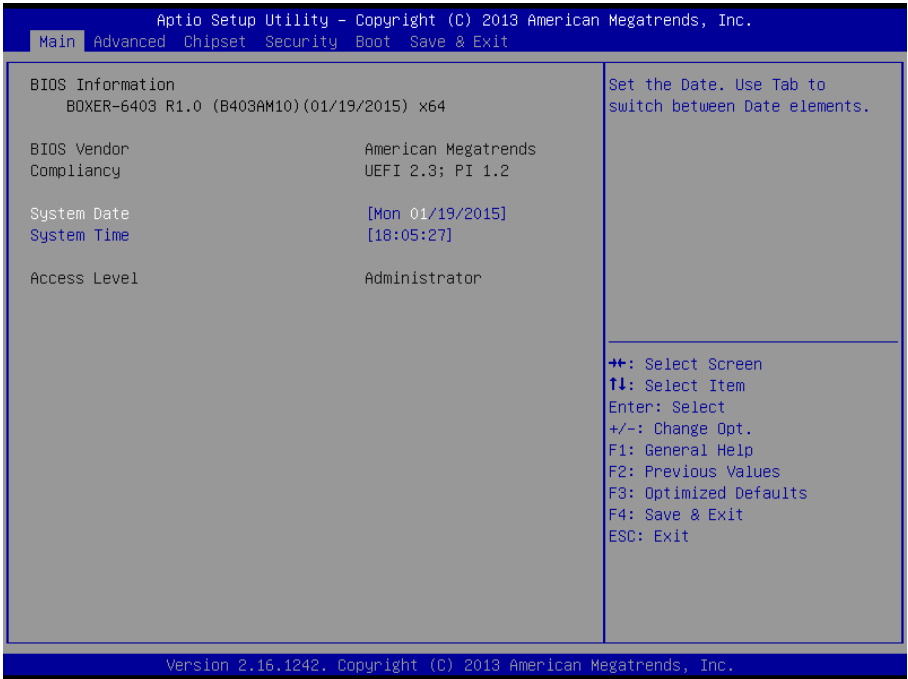 Aptio Setup Utility – Copyright (C) 2013 American Megatrends, Inc.
Main Advanced Chipset Security Boot Save & Exit
BIOS Information
BOXER-6403 R1.0 (B403AM10)(01/19/2015) x64
BIOS Vendor American Megatrends
Compliancy UEFI 2.3; PI 1.2
System Date [Mon 01/19/2015]
System Time [18:05:27]
Access Level Administrator
Set the Date. Use Tab to
switch between Date elements.
→←: Select Screen
↑↓: Select Item
Enter: Select
+/-: Change Opt.
F1: General Help
F2: Previous Values
F3: Optimized Defaults
F4: Save & Exit
ESC: Exit
Version 2.16.1242. Copyright (C) 2013 American Megatrends, Inc.